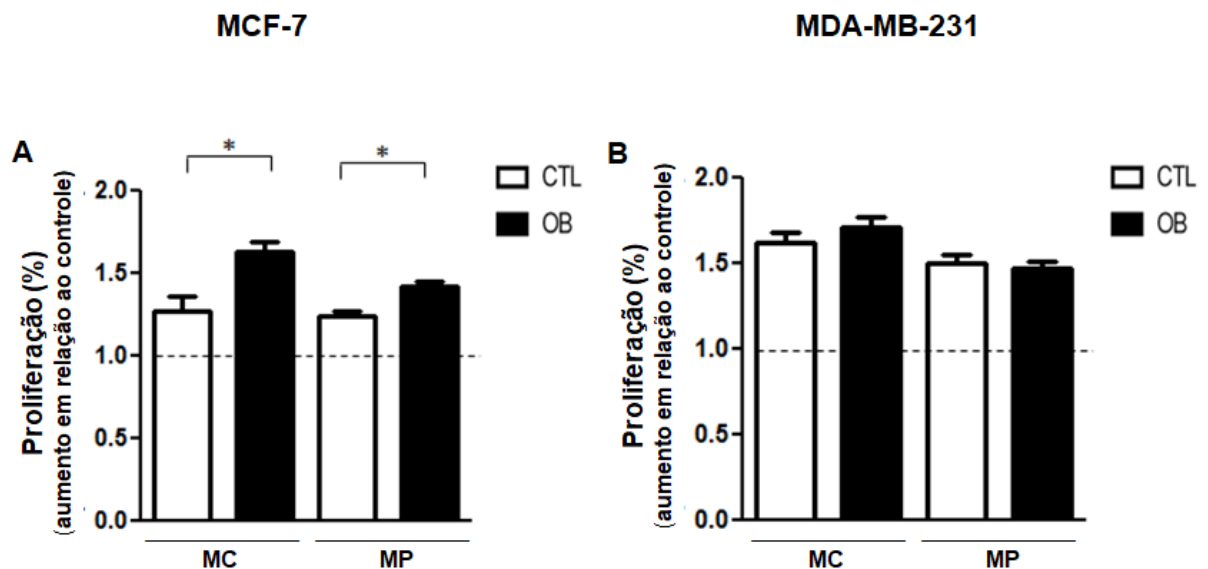 MCF-7
MDA-MB-231
A
*
*
CTL
OB
Proliferação (%)
(aumento em relação ao controle)
2.0
1.5
1.0
0.5
0.0
MC
MP
B
CTL
OB
Proliferação (%)
(aumento em relação ao controle)
2.0
1.5
1.0
0.5
0.0
MC
MP